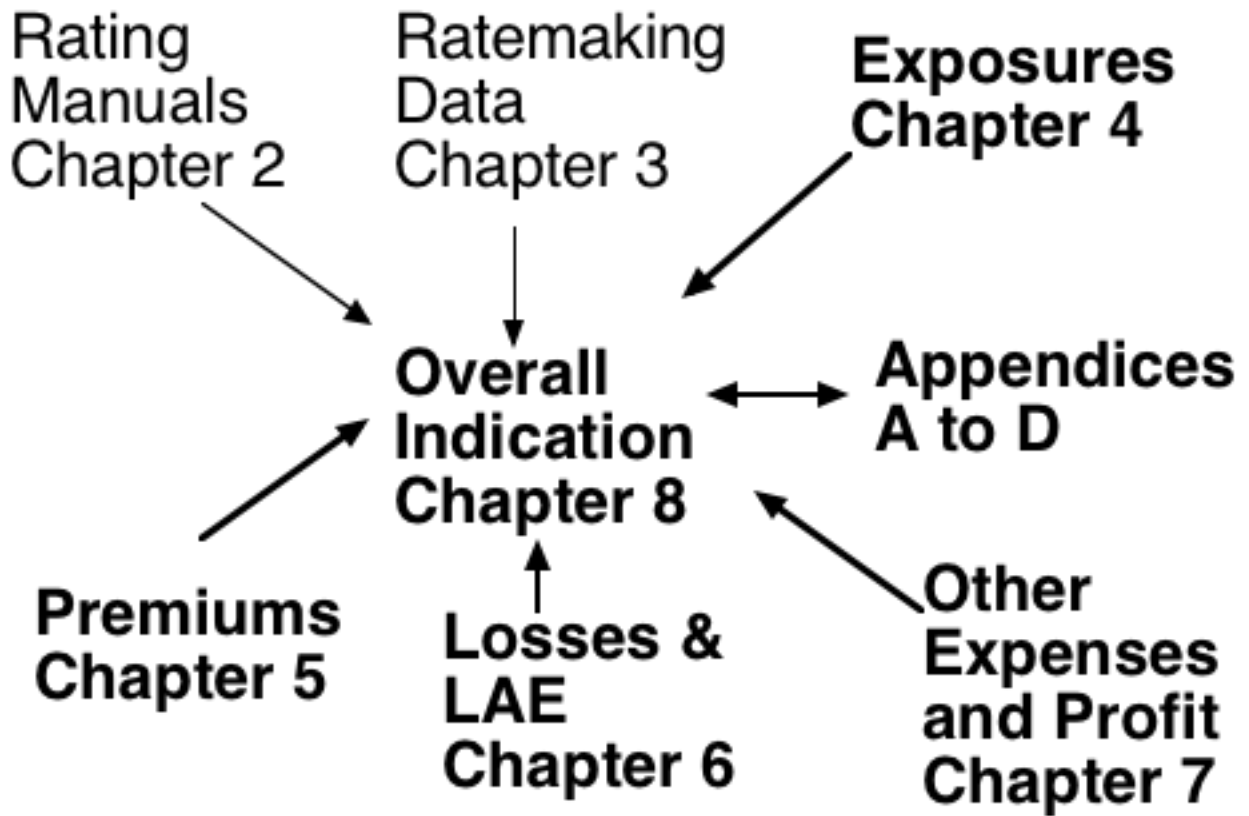 Rating
Manuals
Chapter 2
Ratemaking
Data
Chapter 3
Exposures
Chapter 4
Overall
Indication
Chapter 8
Appendices
A to D
Premiums
Chapter 5
Losses &
LAE
Chapter 6
Other
Expenses
and Profit
Chapter 7